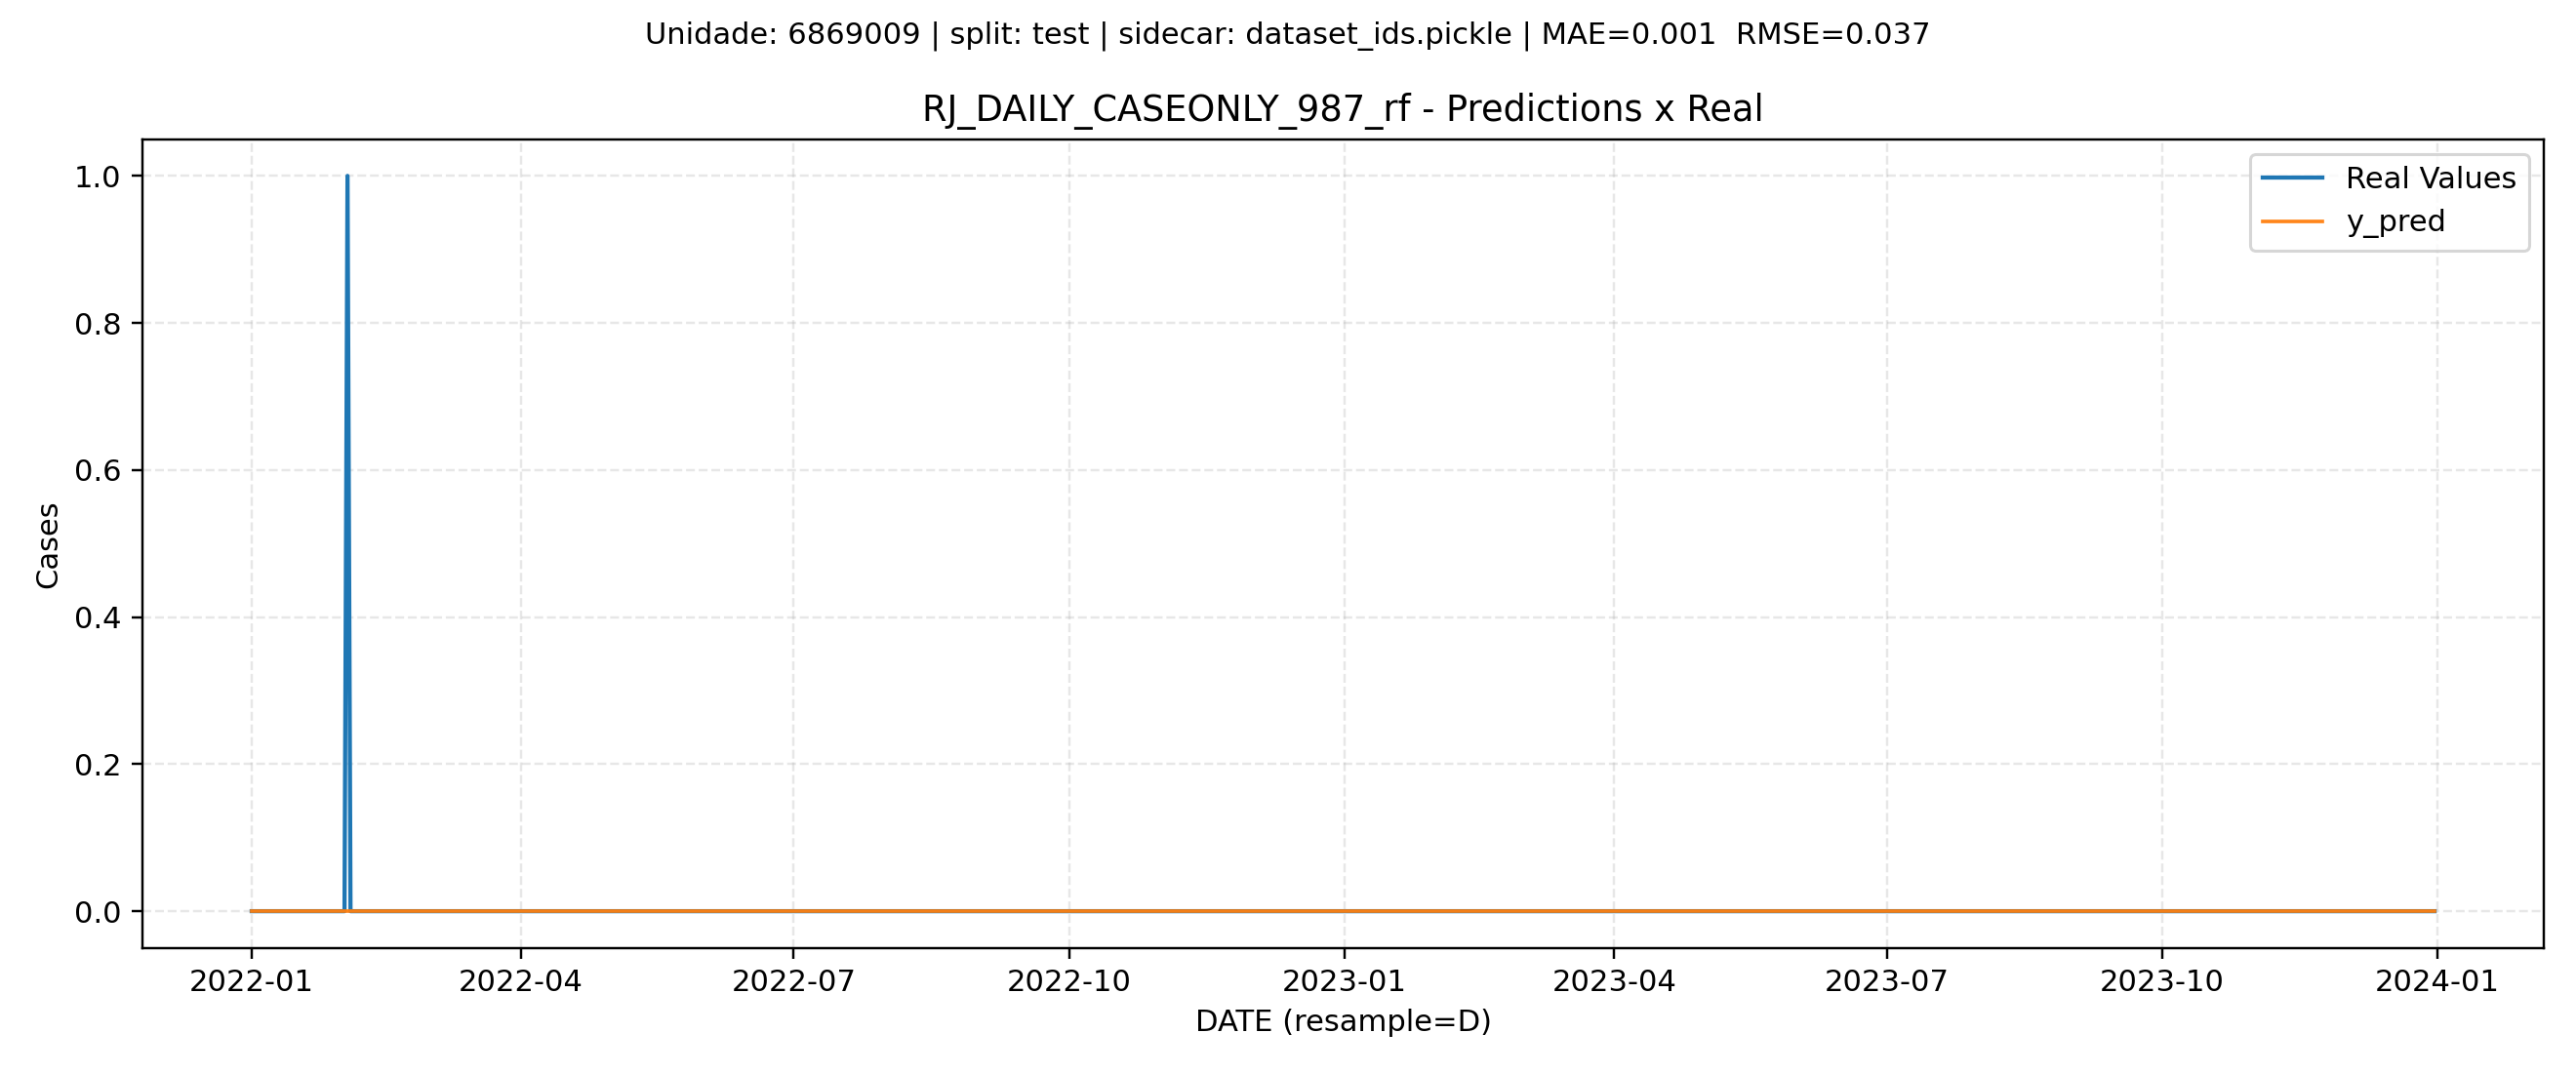 Unidade: 6869009 | split: test | sidecar: dataset_ids.pickle | MAE=0.001  RMSE=0.037
RJ_DAILY_CASEONLY_987_rf - Predictions x Real
Real Values
y_pred
1.0
0.8
0.6
0.4
0.2
0.0
Cases
2022-01 2022-04 2022-07 2022-10 2023-01 2023-04 2023-07 2023-10 2024-01
DATE (resample=D)